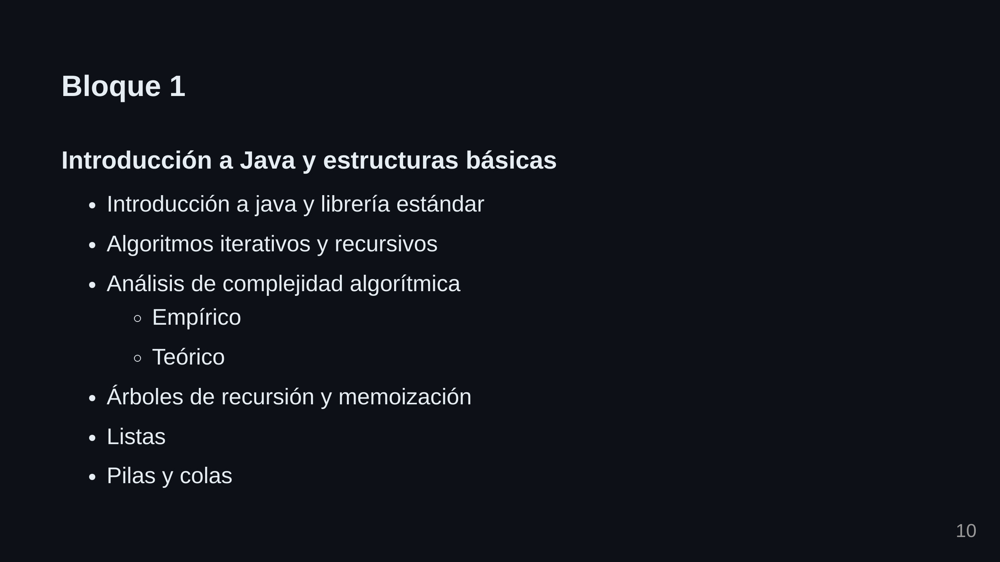 Bloque 1
Introducción a Java y estructuras básicas
Introducción a java y librería estándar
Algoritmos iterativos y recursivos
Análisis de complejidad algorítmica
Empírico
Teórico
Árboles de recursión y memoización
Listas
Pilas y colas
10